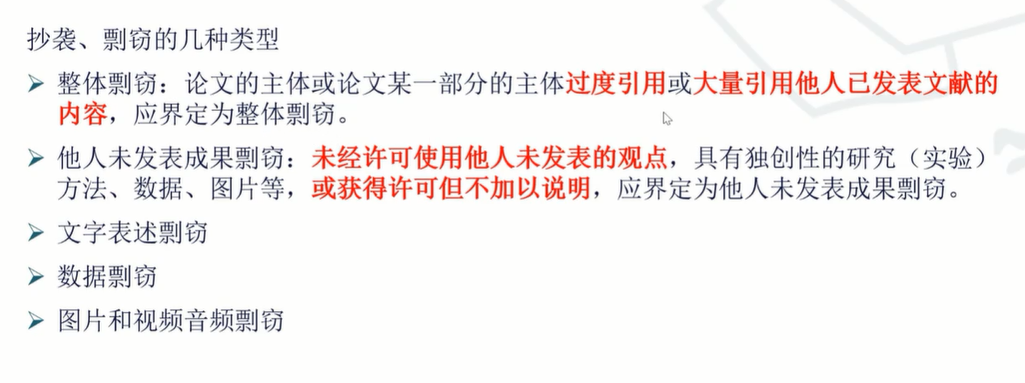 抄袭、剽窃的几种类型
➢ 整体剽窃：论文的主体或论文某一部分的主体过度引用或大量引用他人已发表文献的
内容，应界定为整体剽窃。
➢ 他人未发表成果剽窃：未经许可使用他人未发表的观点，具有独创性的研究（实验）
方法、数据、图片等，或获得许可但不加以说明，应界定为他人未发表成果剽窃。
➢ 文字表述剽窃
➢ 数据剽窃
➢ 图片和视频音频剽窃